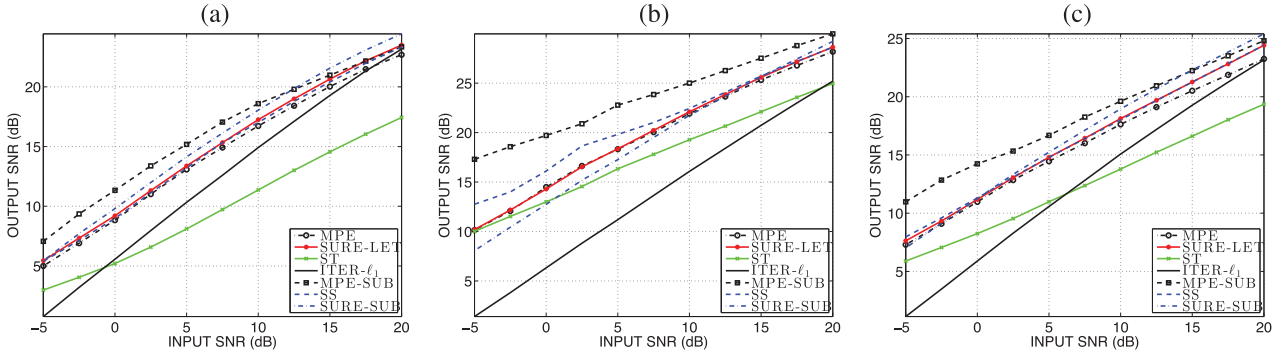 (a)
OUTPUT SNR (dB)
20
15
10
5
−5
0
5
10
15
20
INPUT SNR (dB)
MPE
SURE-LET
ST
ITER-ℓ₁
MPE-SUB
SS
SURE-SUB
(b)
OUTPUT SNR (dB)
25
20
15
10
5
−5
0
5
10
15
20
INPUT SNR (dB)
MPE
SURE-LET
ST
ITER-ℓ₁
MPE-SUB
SS
SURE-SUB
(c)
OUTPUT SNR (dB)
25
20
15
10
5
−5
0
5
10
15
20
INPUT SNR (dB)
MPE
SURE-LET
ST
ITER-ℓ₁
MPE-SUB
SS
SURE-SUB